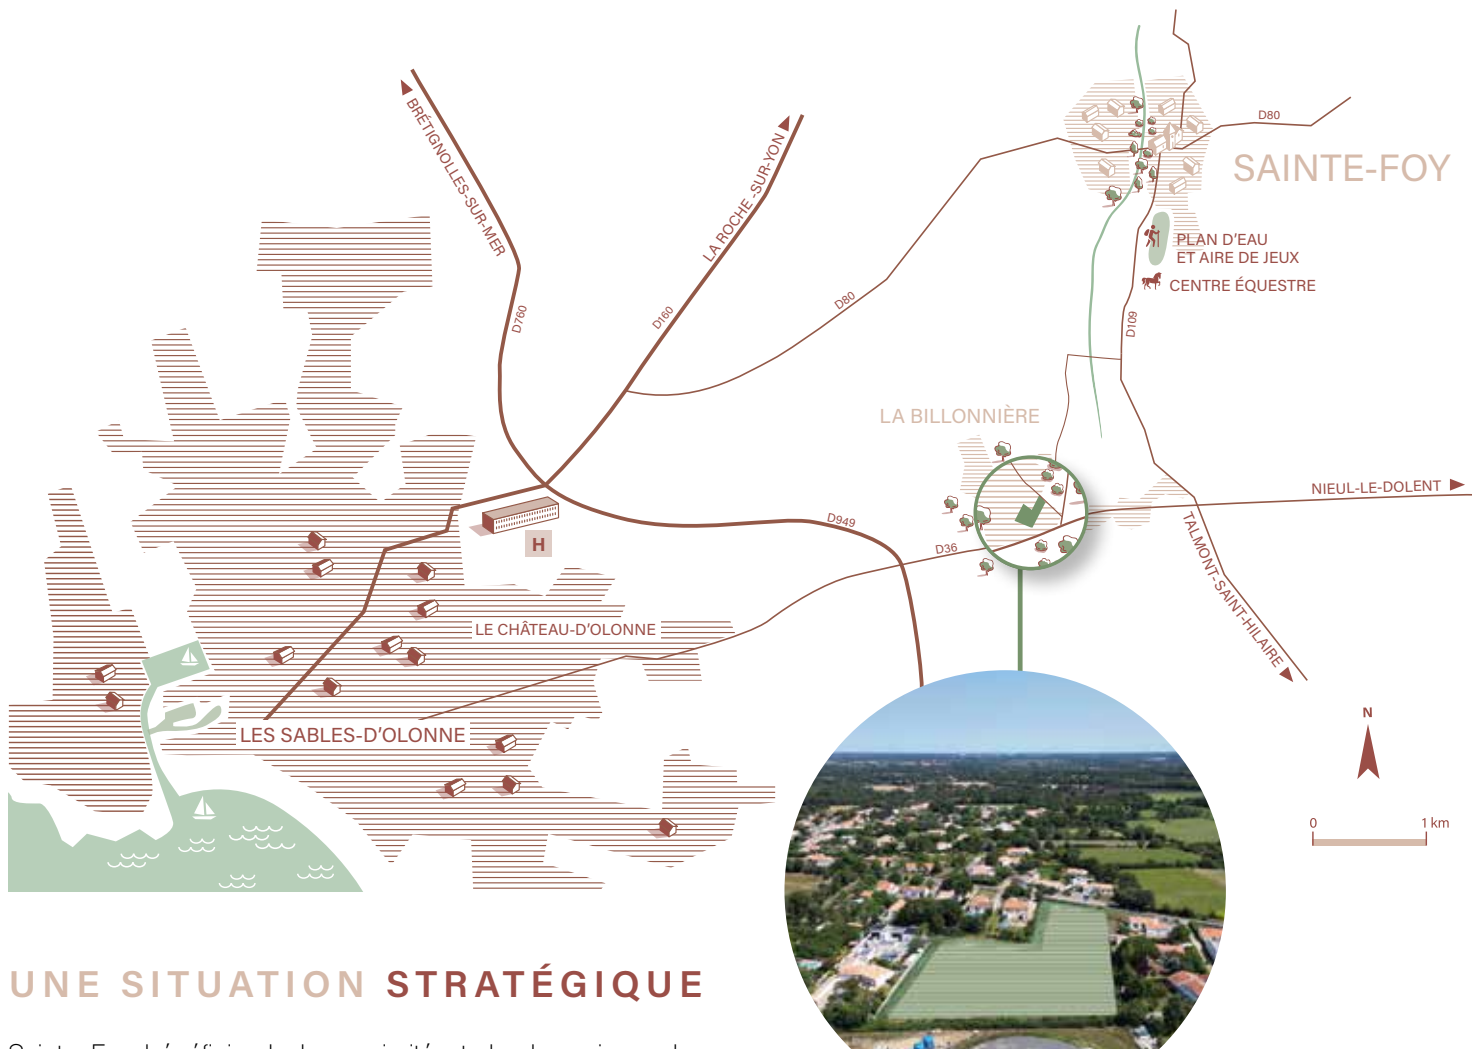 BRÉTIGNOLLES-SUR-MER
LA ROCHE-SUR-YON
D80
SAINTE-FOY
PLAN D'EAU
ET AIRE DE JEUX
CENTRE ÉQUESTRE
D760
D160
D80
D109
LA BILLONNIÈRE
NIEUL-LE-DOLENT
D949
D36
H
TALMONT-SAINT-HILAIRE
LE CHÂTEAU-D'OLONNE
LES SABLES-D'OLONNE
N
0 1 km
UNE SITUATION STRATÉGIQUE